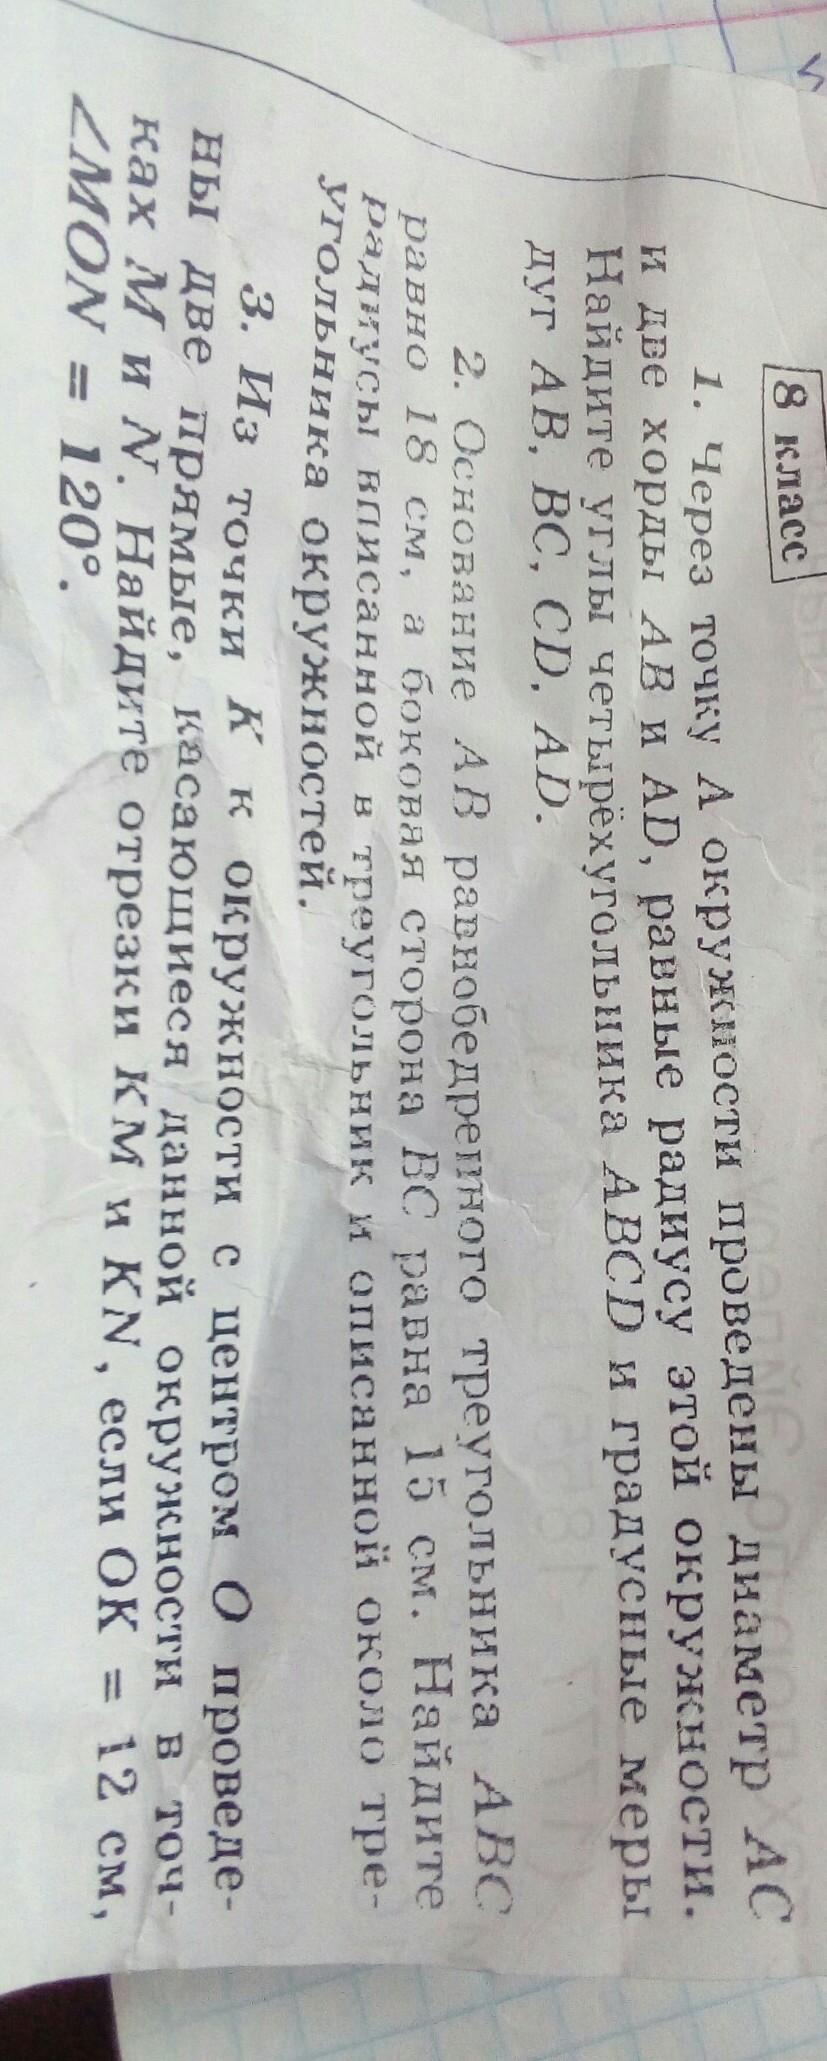 8 класс
1. Через точку A окружности проведены диаметр AC
и две хорды AB и AD, равные радиусу этой окружности.
Найдите углы четырёхугольника ABCD и градусные меры
дуг AB, BC, CD, AD.
2. Основание AB равнобедренного треугольника ABC
равно 18 см, а боковая сторона BC равна 15 см. Найдите
радиусы вписанной в треугольник и описанной около тре-
угольника окружностей.
3. Из точки K к окружности с центром O проведе-
ны две прямые, касающиеся данной окружности в точ-
ках M и N. Найдите отрезки KM и KN, если OK = 12 см,
<MON = 120°.